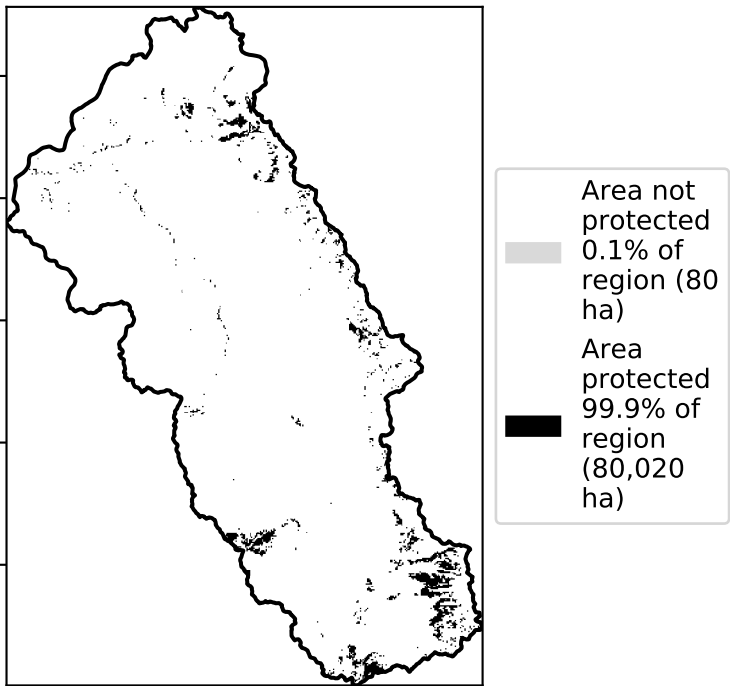 Area not
protected
0.1% of
region (80
ha)
Area
protected
99.9% of
region
(80,020
ha)